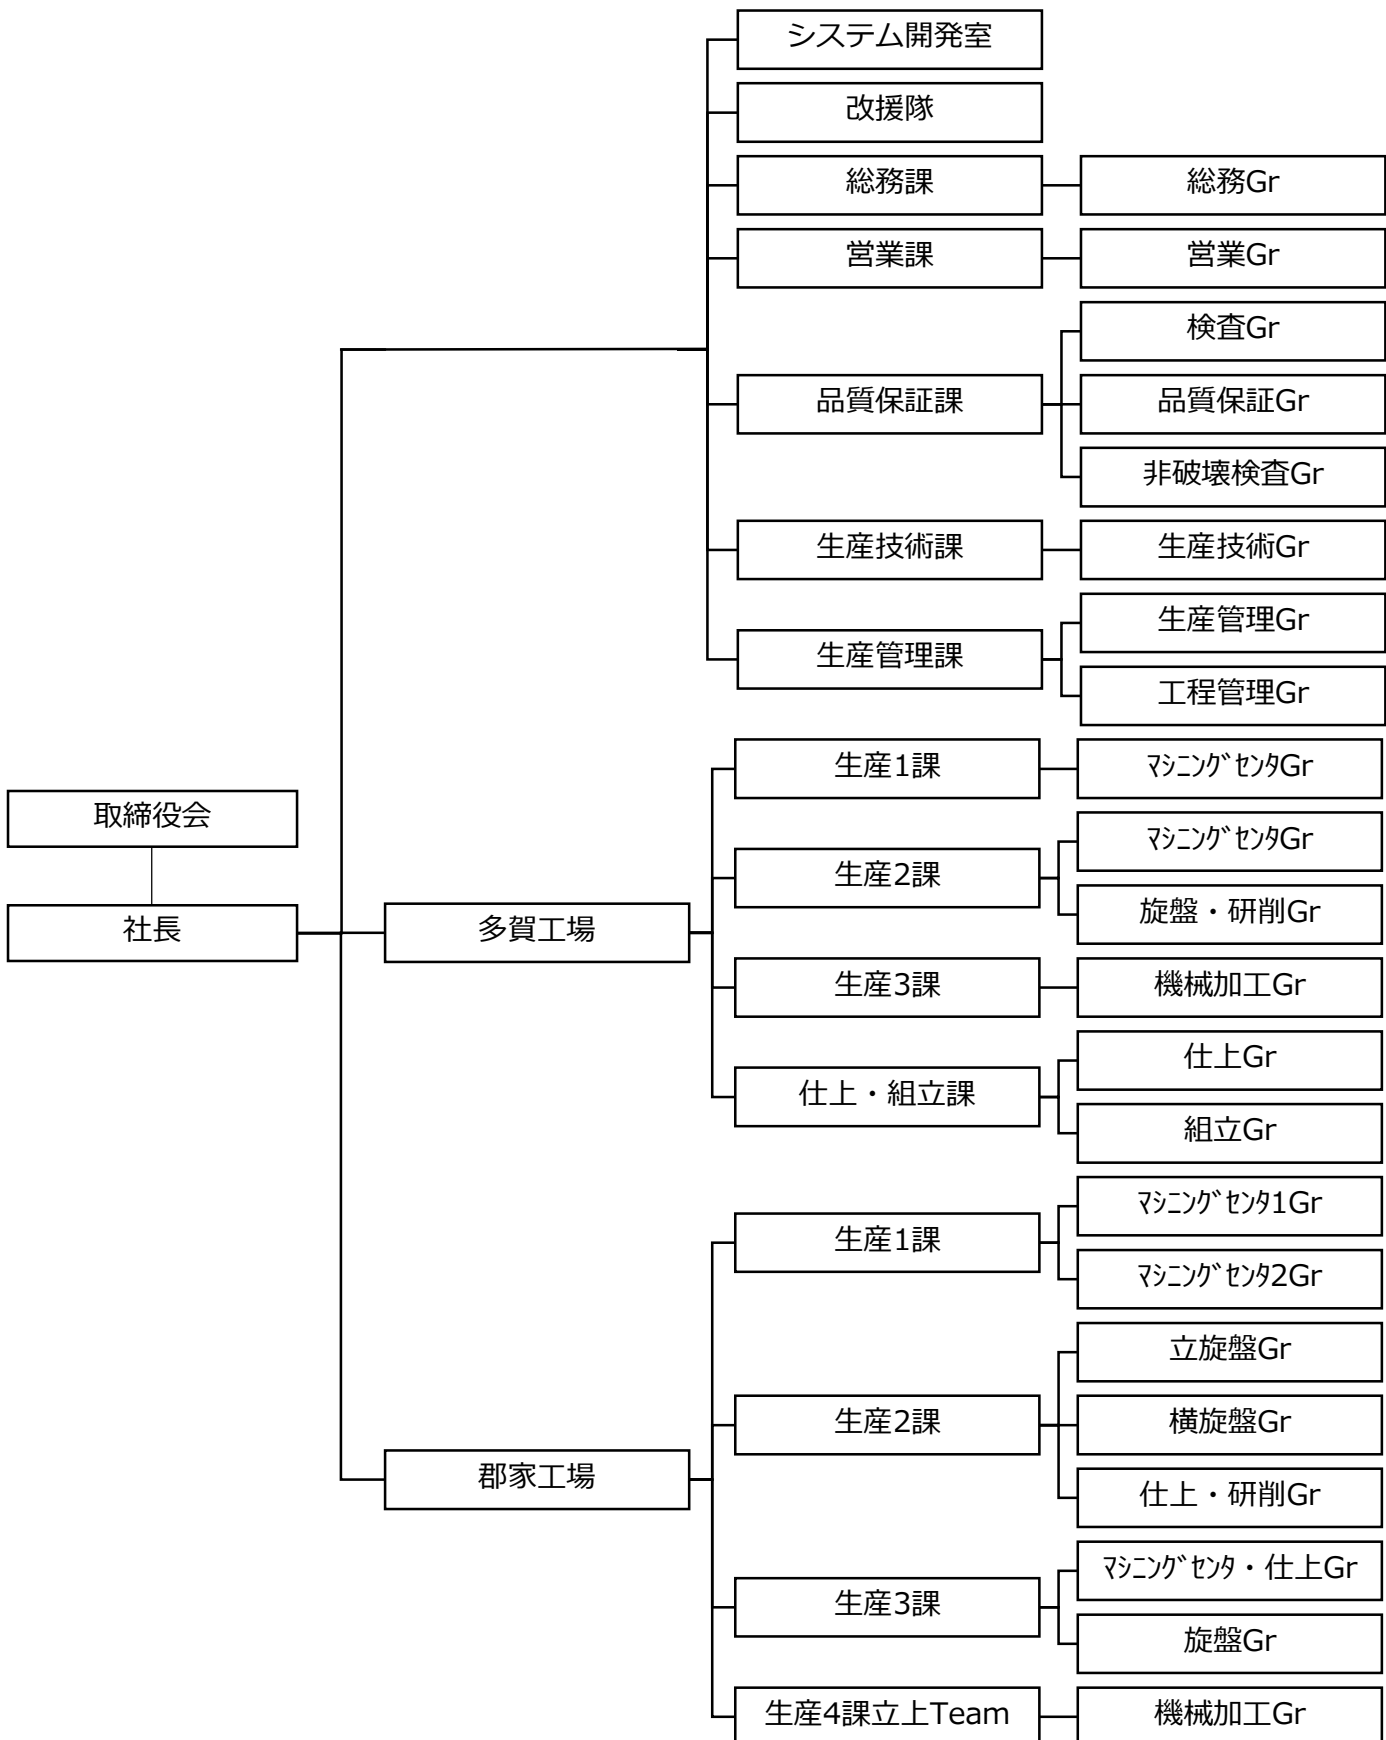 システム開発室
改援隊
総務課
総務Gr
営業課
営業Gr
検査Gr
品質保証課
品質保証Gr
非破壊検査Gr
生産技術課
生産技術Gr
生産管理Gr
生産管理課
工程管理Gr
生産1課
ﾏｼﾆﾝｸﾞｾﾝﾀGr
取締役会
ﾏｼﾆﾝｸﾞｾﾝﾀGr
生産2課
旋盤・研削Gr
社長
多賀工場
生産3課
機械加工Gr
仕上Gr
仕上・組立課
組立Gr
ﾏｼﾆﾝｸﾞｾﾝﾀ1Gr
生産1課
ﾏｼﾆﾝｸﾞｾﾝﾀ2Gr
立旋盤Gr
生産2課
横旋盤Gr
郡家工場
仕上・研削Gr
ﾏｼﾆﾝｸﾞｾﾝﾀ・仕上Gr
生産3課
旋盤Gr
生産4課立上Team
機械加工Gr